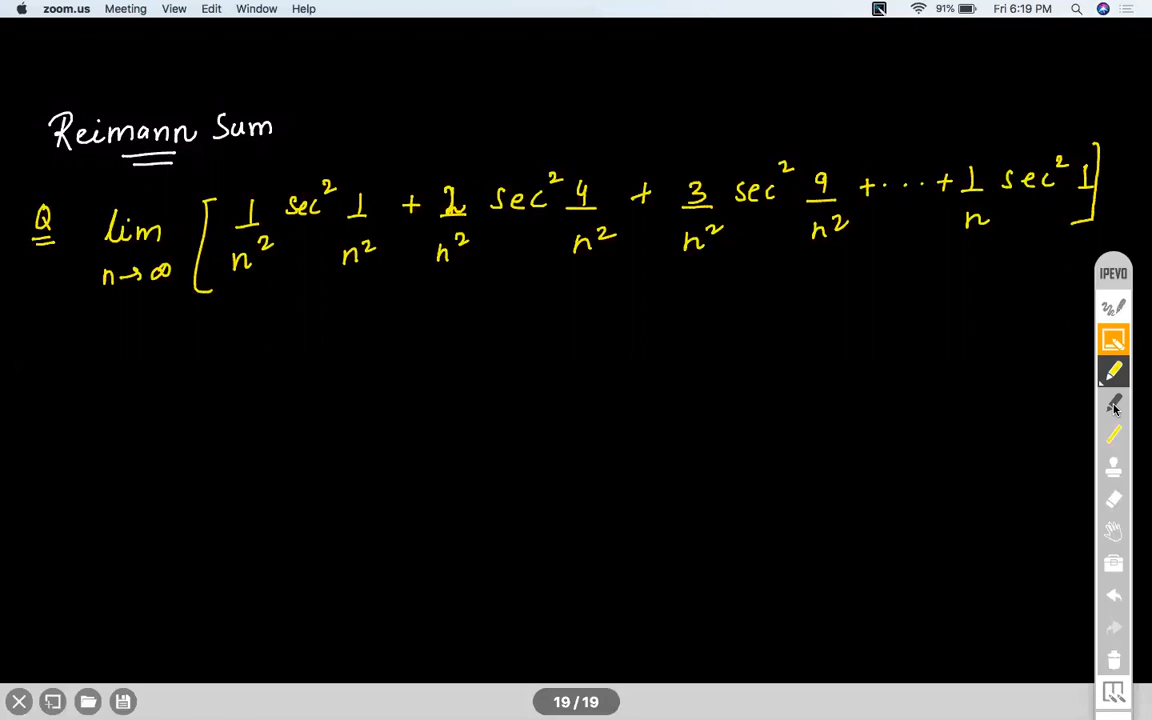 zoom.us Meeting View Edit Window Help 91% Fri 6:19 PM
Reimann Sum
Q lim n→∞ [ 1/n² sec² 1/n² + 2/n² sec² 4/n² + 3/n² sec² 9/n² + ... + 1/n sec² 1 ]
IPEVO
19 / 19